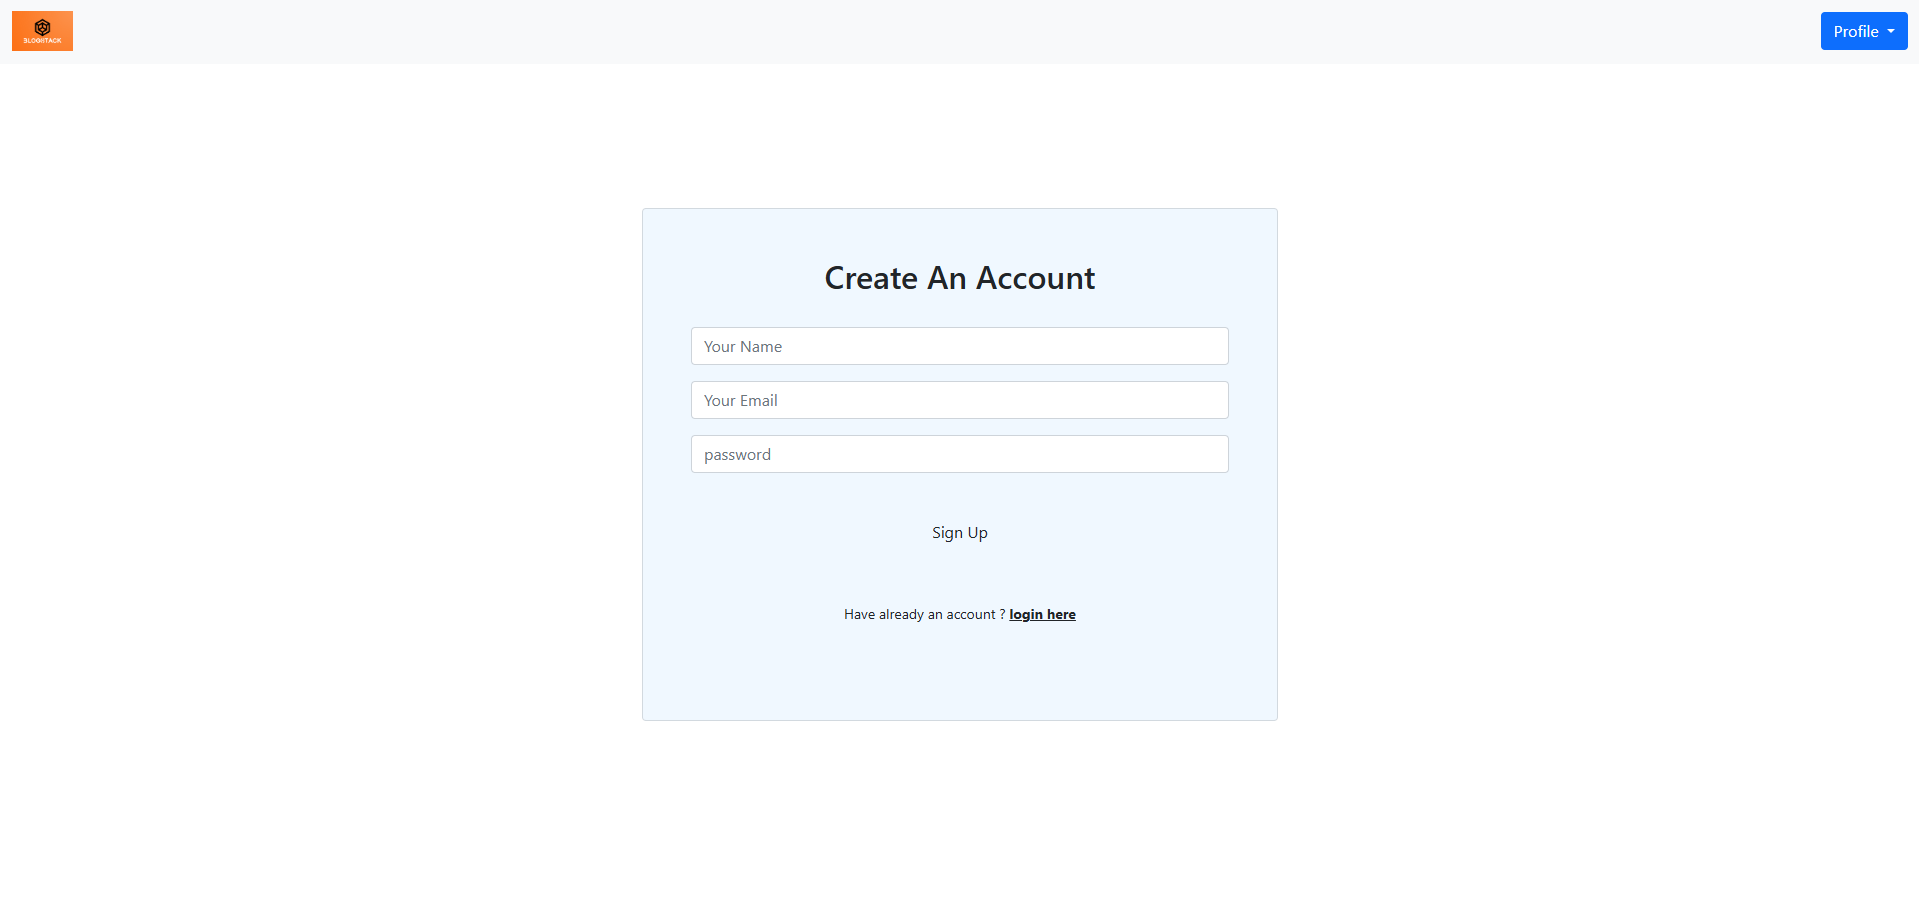 BLOGHTACK
Profile
Create An Account
Your Name
Your Email
password
Sign Up
Have already an account ? login here